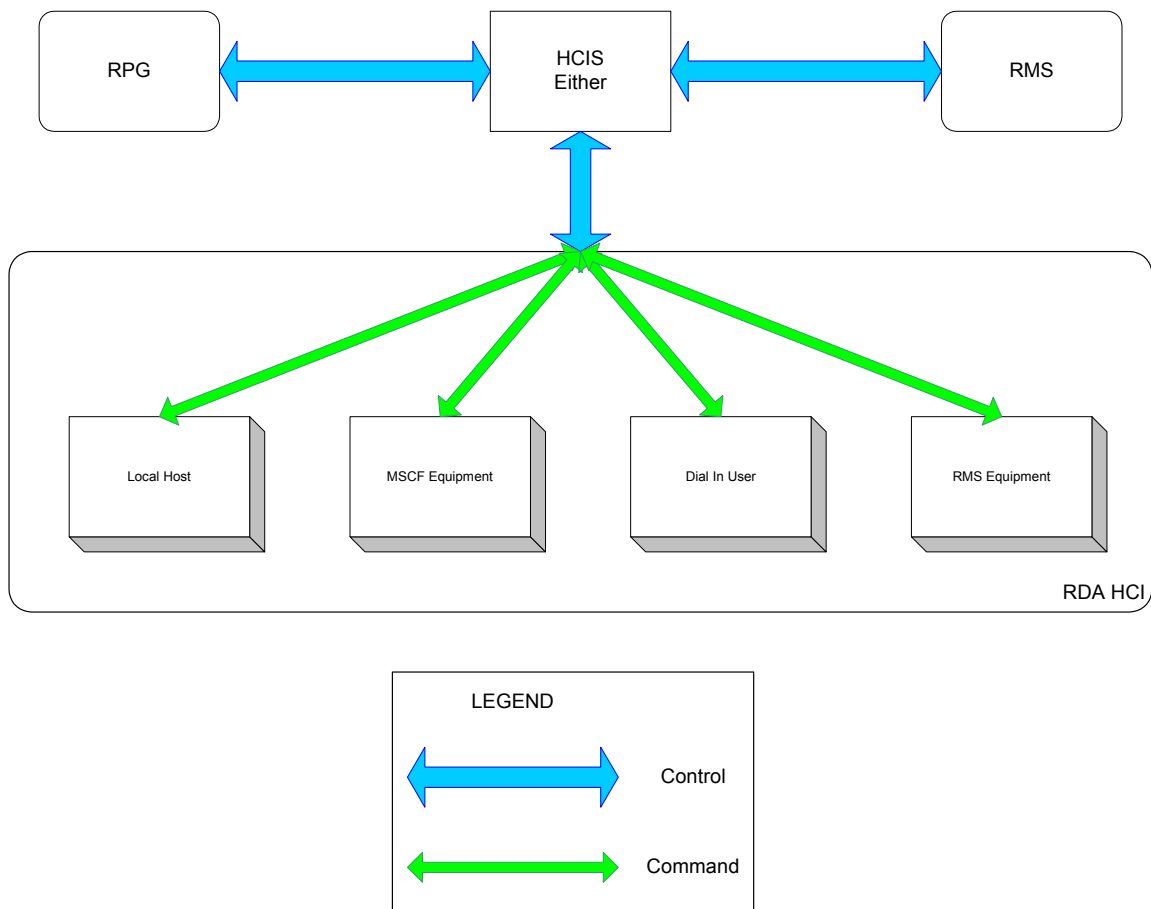 RPG
HCIS
Either
RMS
Local Host
MSCF Equipment
Dial In User
RMS Equipment
RDA HCI
LEGEND
Control
Command